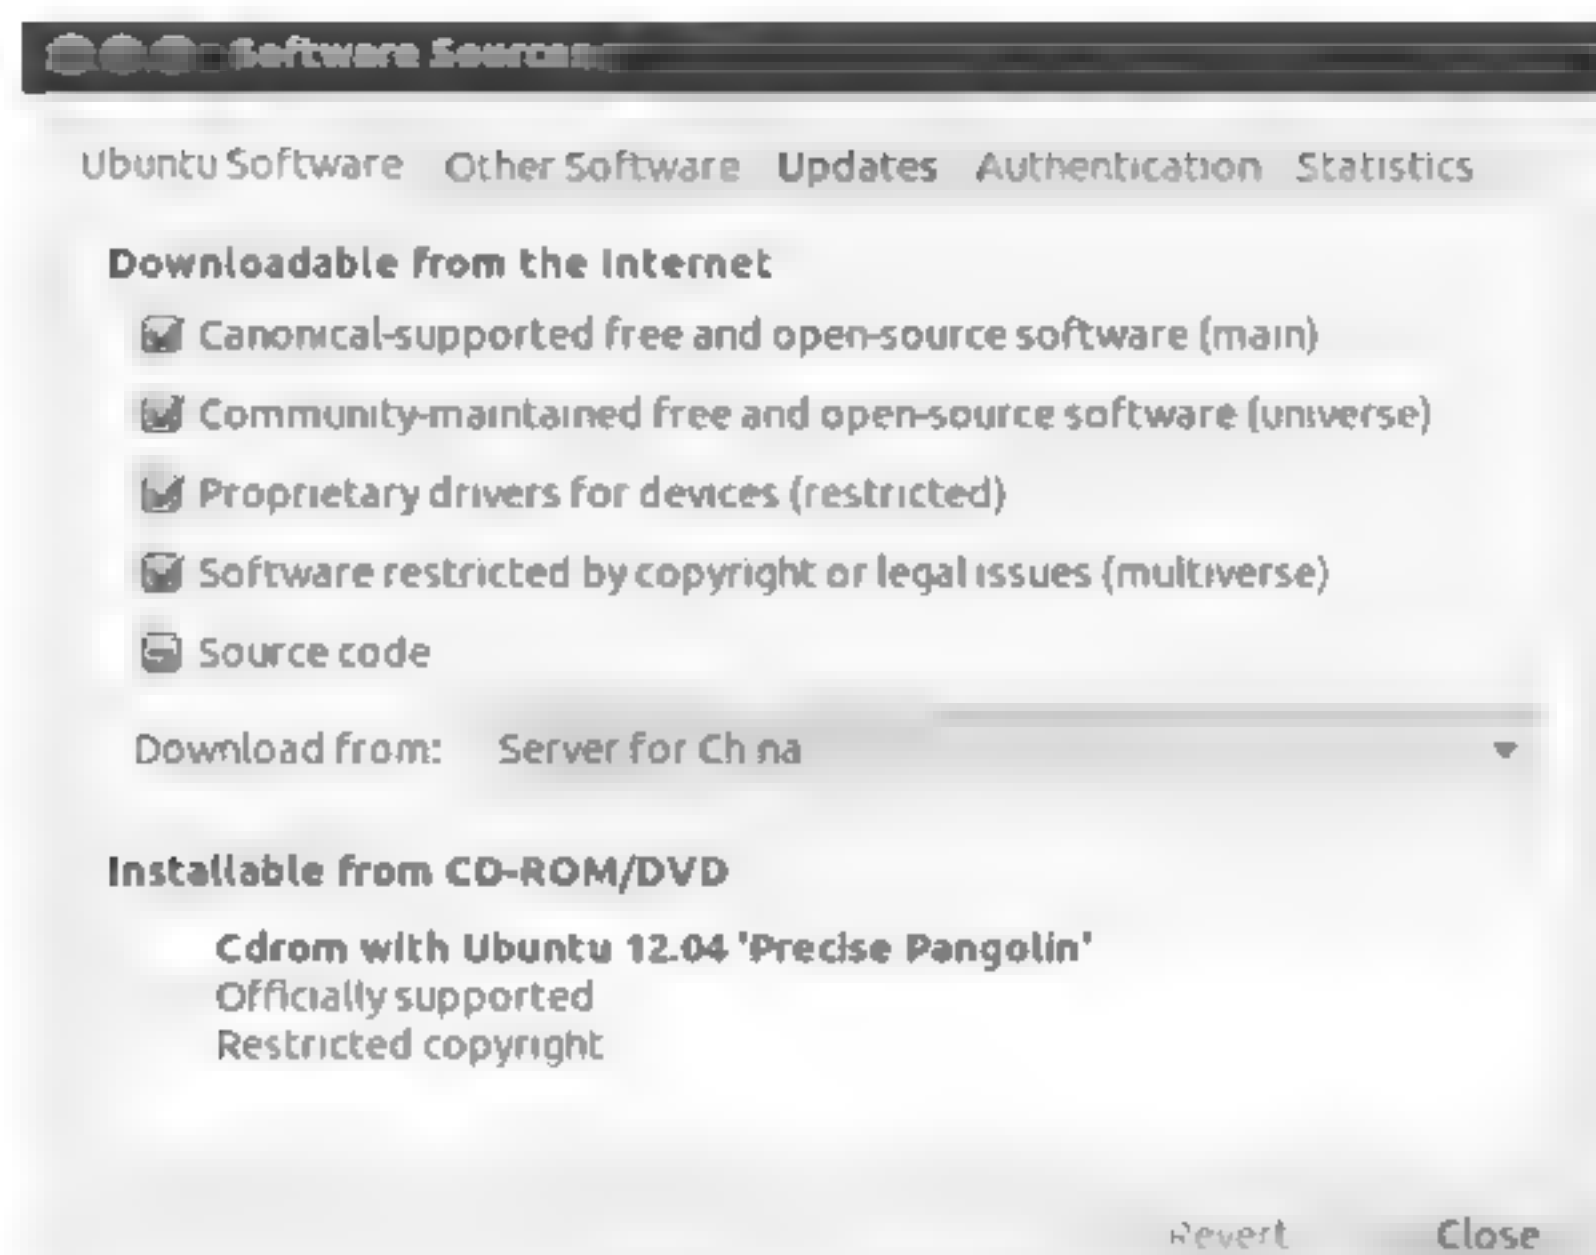 Software Sources
Ubuntu Software Other Software Updates Authentication Statistics
Downloadable from the Internet
Canonical-supported free and open-source software (main)
Community-maintained free and open-source software (universe)
Proprietary drivers for devices (restricted)
Software restricted by copyright or legal issues (multiverse)
Source code
Download from: Server for China
Installable from CD-ROM/DVD
Cdrom with Ubuntu 12.04 'Precise Pangolin'
Officially supported
Restricted copyright
Revert Close